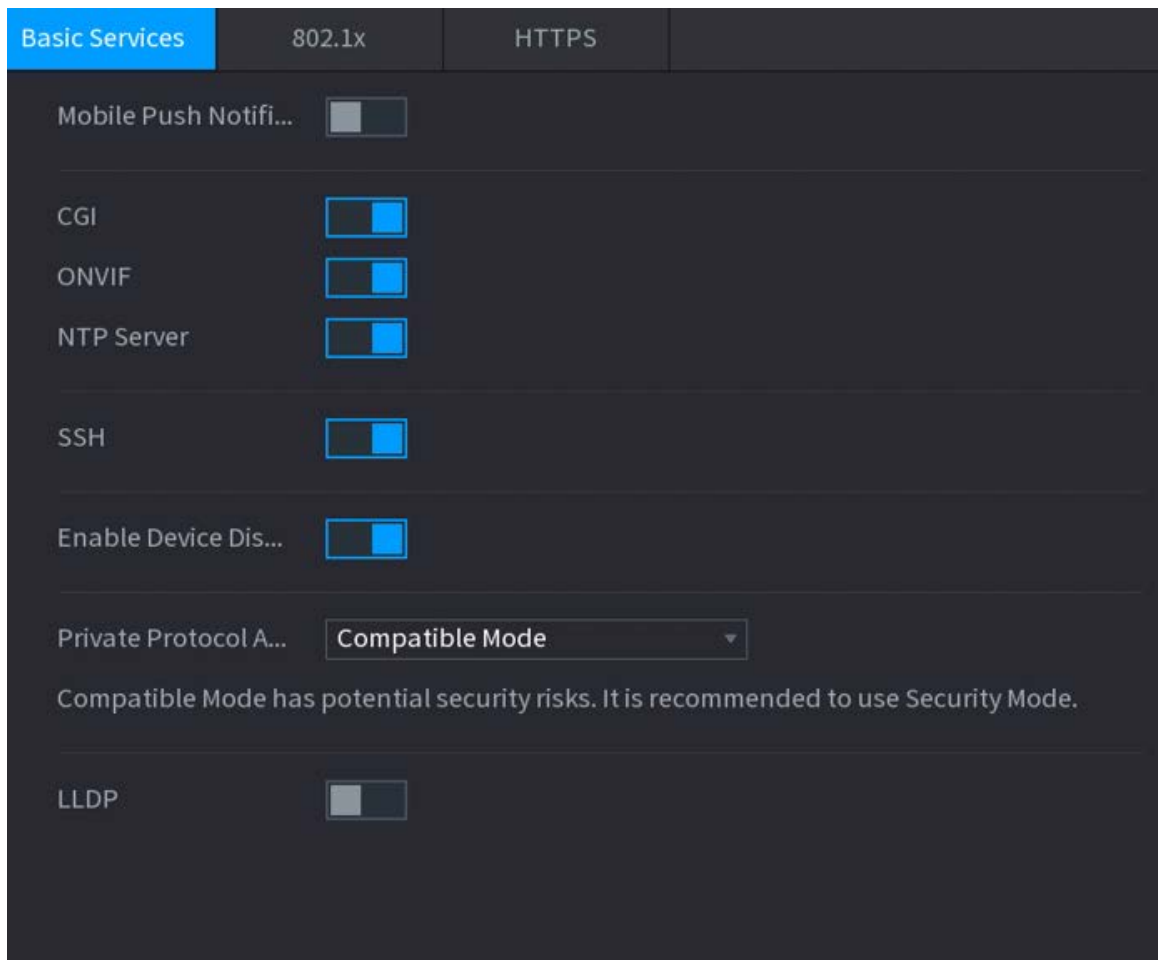 Basic Services 802.1x HTTPS
Mobile Push Notifi...
CGI
ONVIF
NTP Server
SSH
Enable Device Dis...
Private Protocol A... Compatible Mode
Compatible Mode has potential security risks. It is recommended to use Security Mode.
LLDP